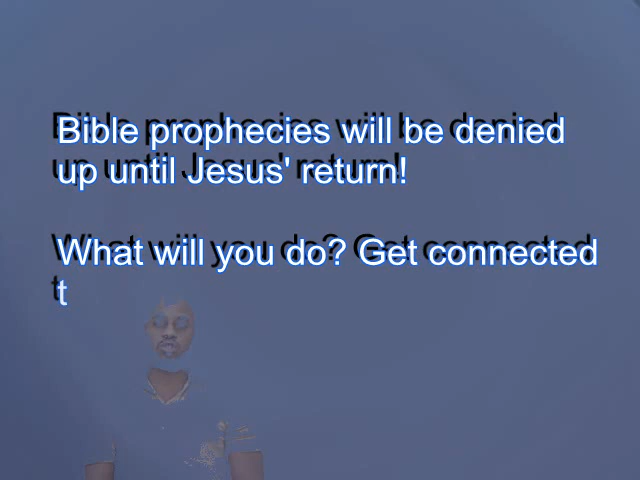 Bible prophecies will be denied
up until Jesus' return!
What will you do? Get connected
t